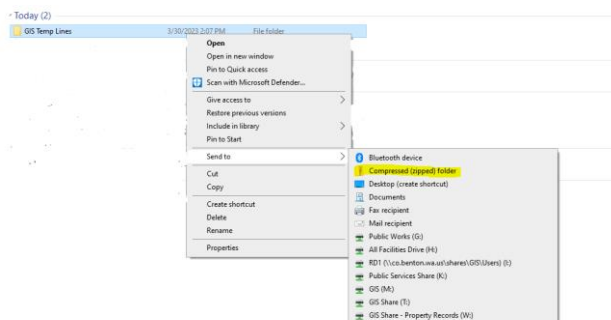 Today (2)
GIS Temp Lines 3/30/2023 2:07 PM File folder
Open
Open in new window
Pin to Quick access
Scan with Microsoft Defender...
Give access to
Restore previous versions
Include in library
Pin to Start
Send to
Cut
Copy
Create shortcut
Delete
Rename
Properties
Bluetooth device
Compressed (zipped) folder
Desktop (create shortcut)
Documents
Fax recipient
Mail recipient
Public Works (G:)
All Facilities Drive (H:)
RD1 (\\co.benton.wa.us\shares\GIS\Users) (I:)
Public Services Share (K:)
GIS (M:)
GIS Share (T:)
GIS Share - Property Records (W:)